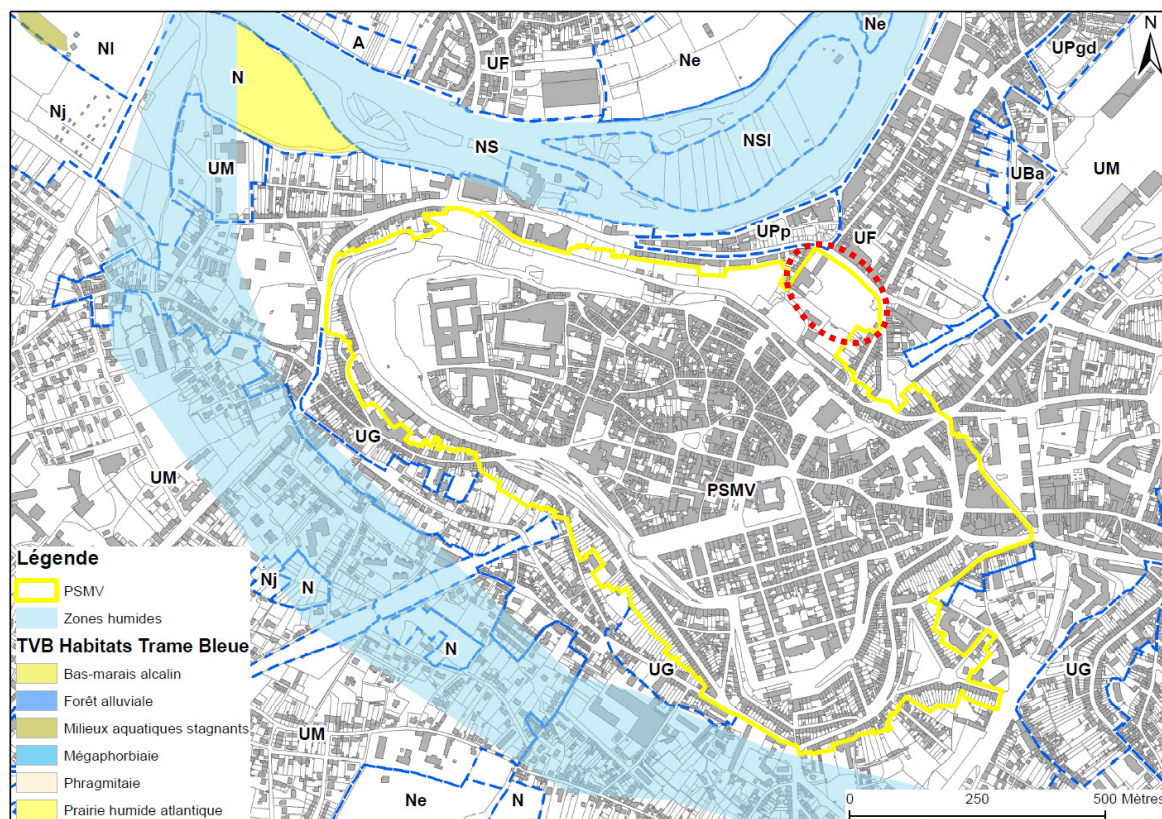 Ne
UPgd
N
A
Nl
UF
Ne
N
Nj
NS
NSl
UM
UBa
UM
UPp
UF
UG
PSMV
UM
Légende
PSMV
Zones humides
TVB Habitats Trame Bleue
Bas-marais alcalin
Forêt alluviale
Milieux aquatiques stagnants
Mégaphorbiaie
Phragmitaie
Prairie humide atlantique
Nj
N
N
UG
UG
UM
Ne
N
0 250 500 Mètres